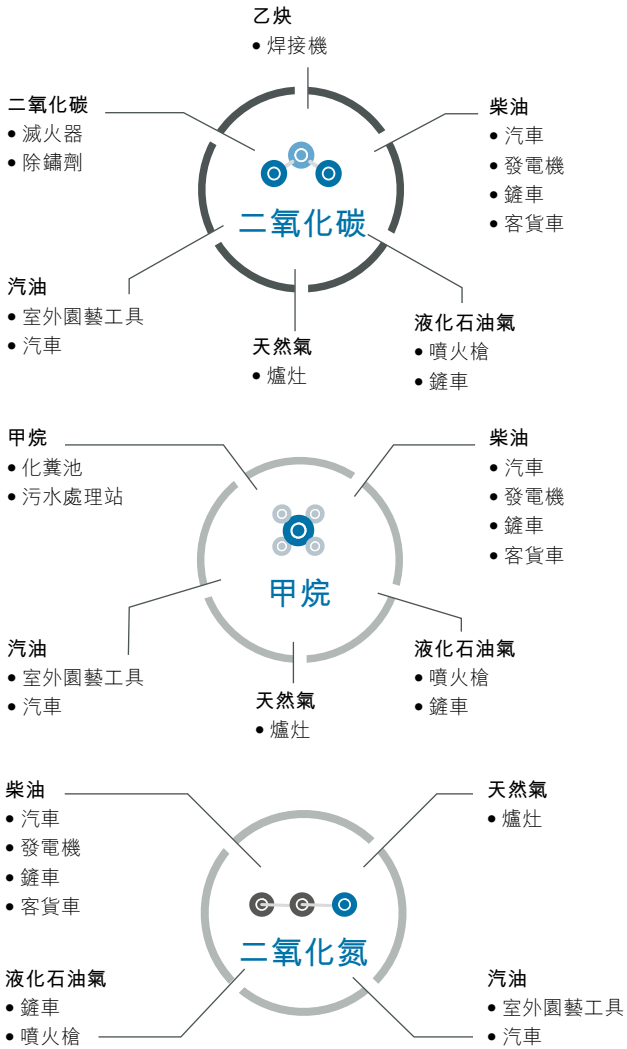 乙炔
• 焊接機
二氧化碳
• 滅火器
• 除鏽劑
柴油
• 汽車
• 發電機
• 鏟車
• 客貨車
二氧化碳
汽油
• 室外園藝工具
• 汽車
天然氣
• 爐灶
液化石油氣
• 噴火槍
• 鏟車
甲烷
• 化糞池
• 污水處理站
柴油
• 汽車
• 發電機
• 鏟車
• 客貨車
甲烷
汽油
• 室外園藝工具
• 汽車
天然氣
• 爐灶
液化石油氣
• 噴火槍
• 鏟車
柴油
• 汽車
• 發電機
• 鏟車
• 客貨車
天然氣
• 爐灶
二氧化氮
液化石油氣
• 鏟車
• 噴火槍
汽油
• 室外園藝工具
• 汽車